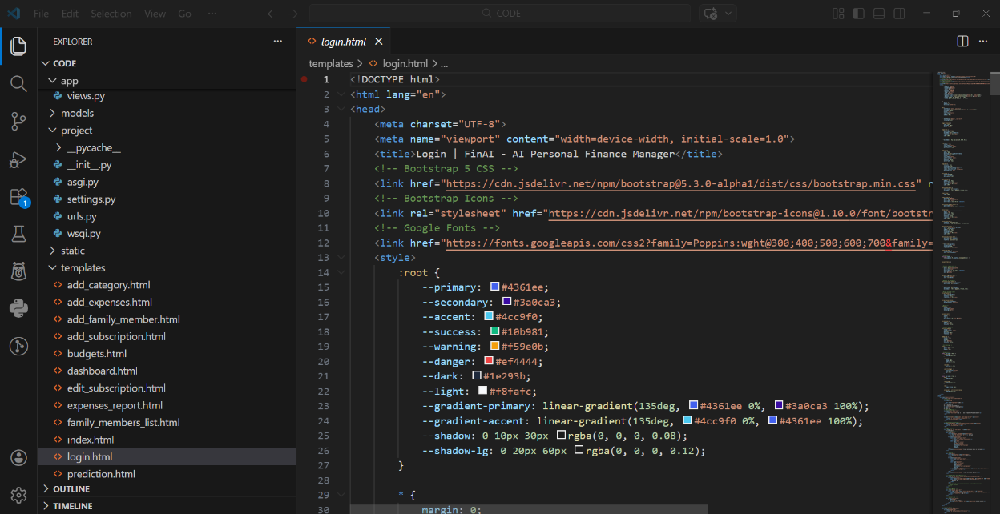 File Edit Selection View Go ···
CODE
EXPLORER
CODE
app
views.py
models
project
__pycache__
__init__.py
asgi.py
settings.py
urls.py
wsgi.py
static
templates
add_category.html
add_expenses.html
add_family_member.html
add_subscription.html
budgets.html
dashboard.html
edit_subscription.html
expenses_report.html
family_members_list.html
index.html
login.html
prediction.html
OUTLINE
TIMELINE
1
login.html
templates > login.html > ...
1 <!DOCTYPE html>
2 <html lang="en">
3 <head>
4 <meta charset="UTF-8">
5 <meta name="viewport" content="width=device-width, initial-scale=1.0">
6 <title>Login | FinAI - AI Personal Finance Manager</title>
7 <!-- Bootstrap 5 CSS -->
8 <link href="https://cdn.jsdelivr.net/npm/bootstrap@5.3.0-alpha1/dist/css/bootstrap.min.css" r
9 <!-- Bootstrap Icons -->
10 <link rel="stylesheet" href="https://cdn.jsdelivr.net/npm/bootstrap-icons@1.10.0/font/bootstr
11 <!-- Google Fonts -->
12 <link href="https://fonts.googleapis.com/css2?family=Poppins:wght@300;400;500;600;700&family=
13 <style>
14 :root {
15 --primary: #4361ee;
16 --secondary: #3a0ca3;
17 --accent: #4cc9f0;
18 --success: #10b981;
19 --warning: #f59e0b;
20 --danger: #ef4444;
21 --dark: #1e293b;
22 --light: #f8fafc;
23 --gradient-primary: linear-gradient(135deg, #4361ee 0%, #3a0ca3 100%);
24 --gradient-accent: linear-gradient(135deg, #4cc9f0 0%, #4361ee 100%);
25 --shadow: 0 10px 30px rgba(0, 0, 0, 0.08);
26 --shadow-lg: 0 20px 60px rgba(0, 0, 0, 0.12);
27 }
28
29 * {
30 margin: 0;